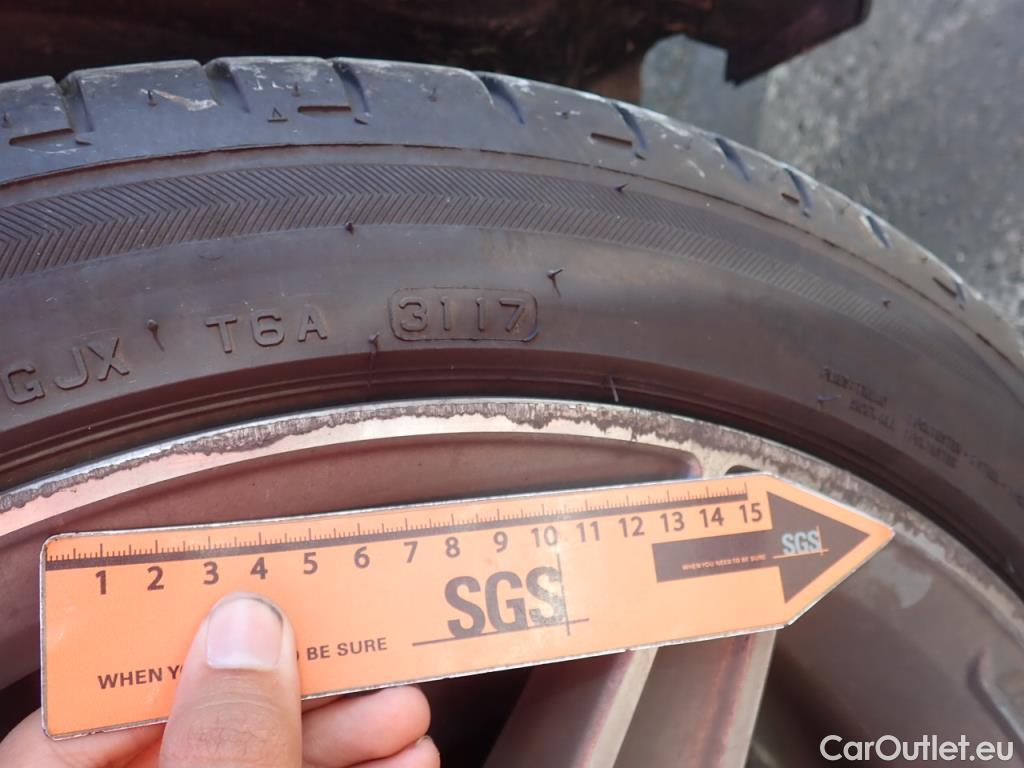 GJX T6A 3117
1 2 3 4 5 6 7 8 9 10 11 12 13 14 15
WHEN YOU NEED TO BE SURE SGS
SGS
WHEN Y BE SURE
CarOutlet.eu